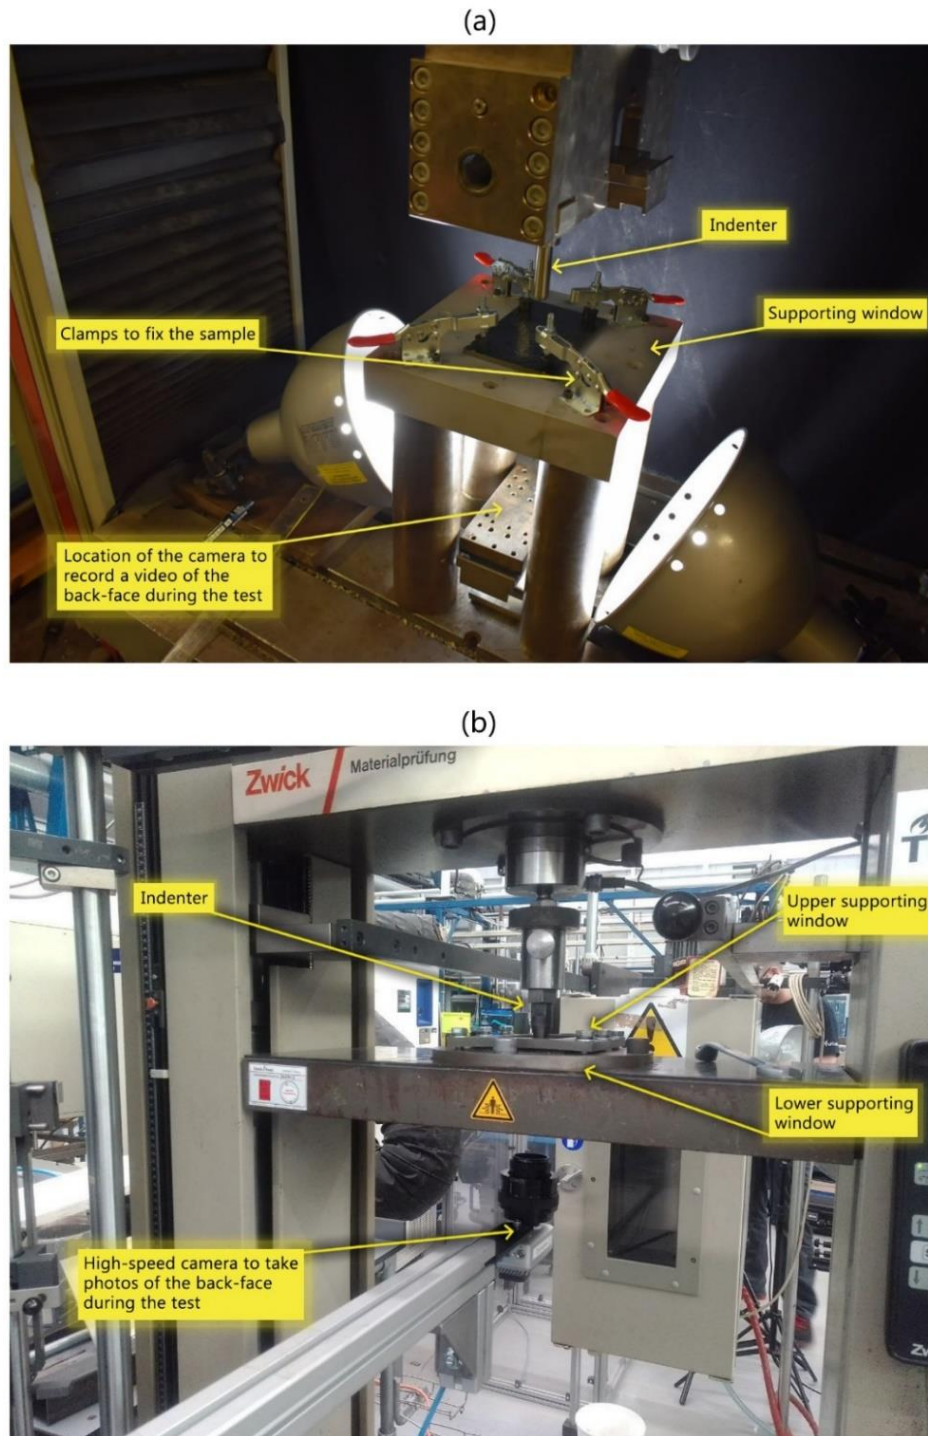 (a)
Indenter
Supporting window
Clamps to fix the sample
Location of the camera to
record a video of the
back-face during the test
(b)
Zwick
Materialprüfung
Indenter
Upper supporting
window
Lower supporting
window
High-speed camera to take
photos of the back-face
during the test